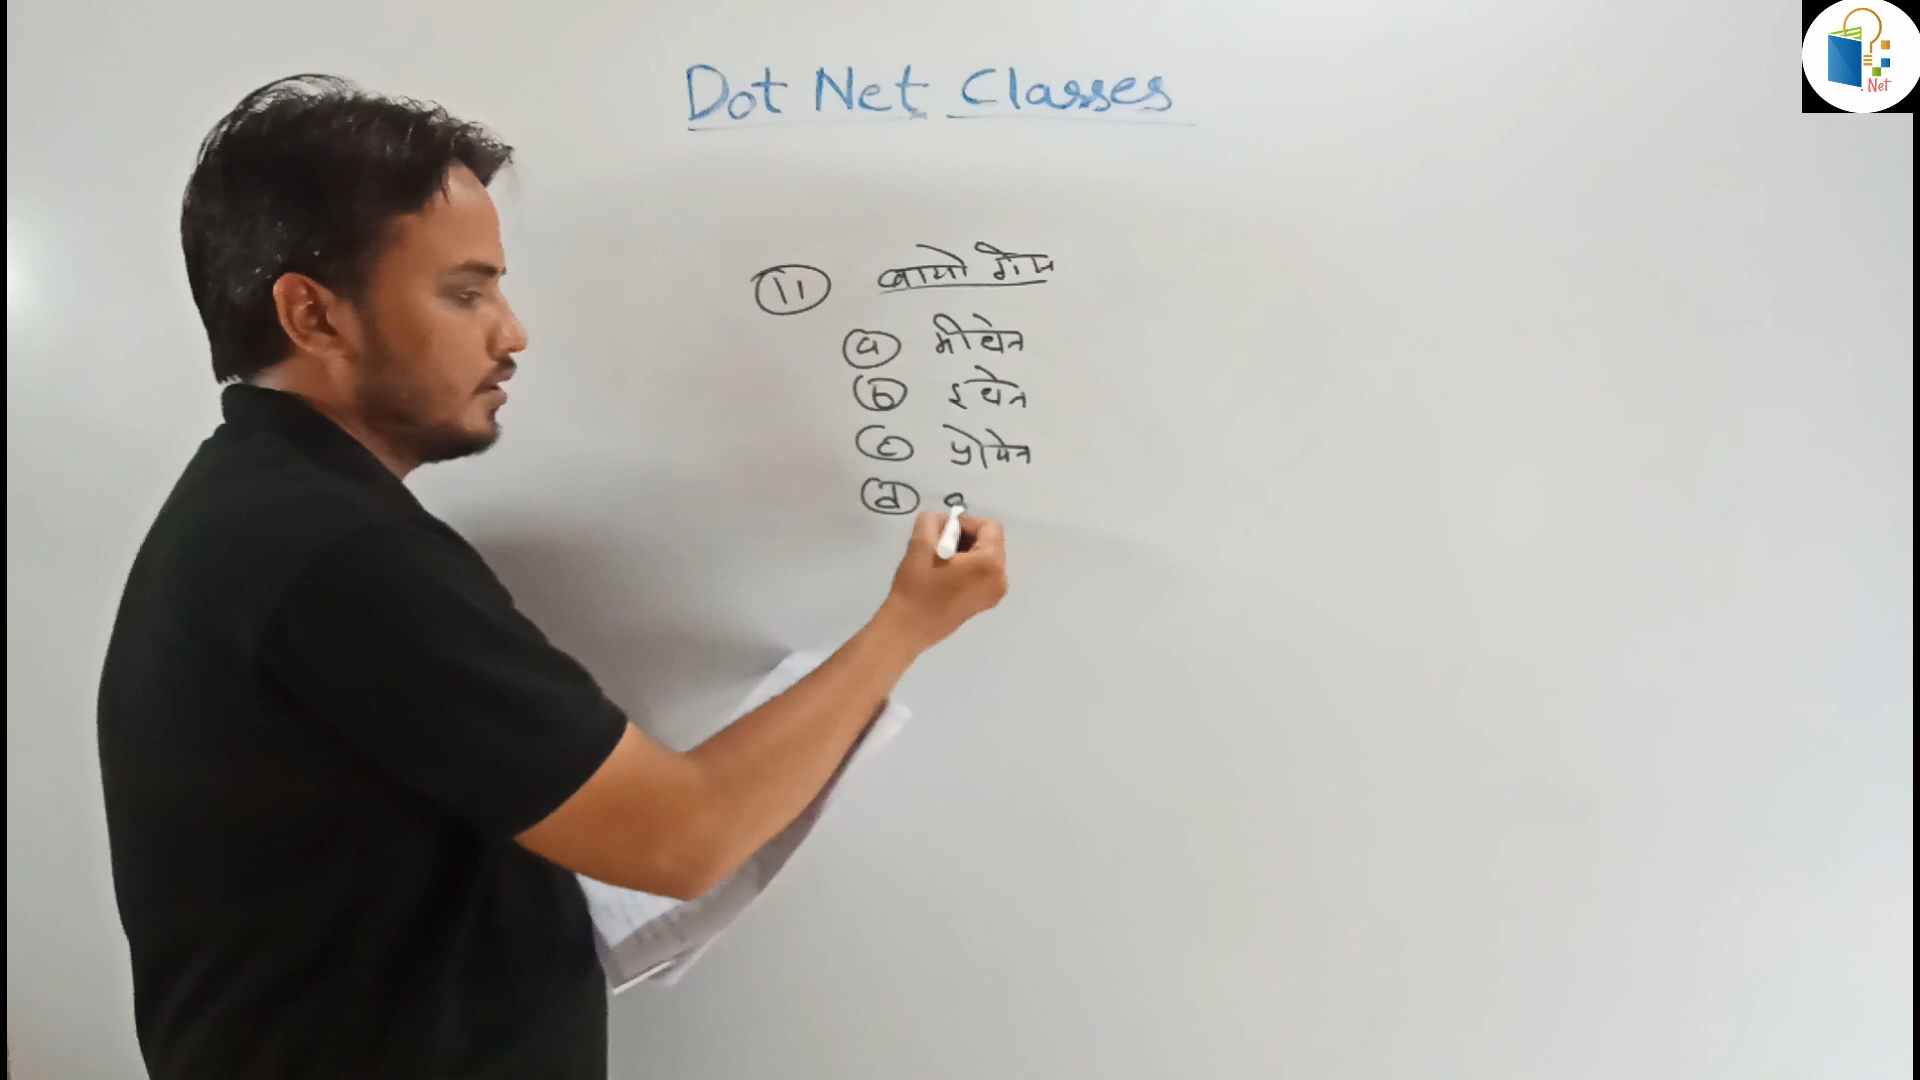 Dot Net Classes
.Net
11 बायो गैस
a मीथेन
b इथेन
c प्रोपेन
d